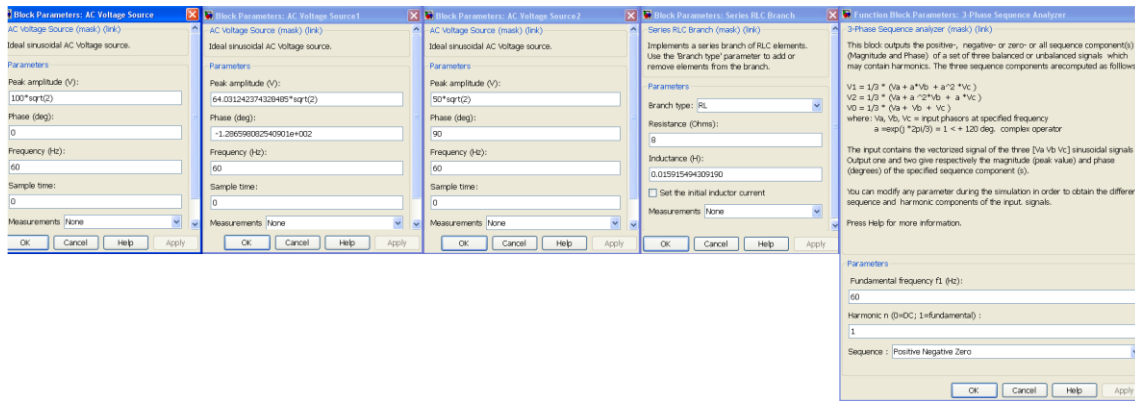 Block Parameters: AC Voltage Source
AC Voltage Source (mask) (link)
Ideal sinusoidal AC Voltage source.
Parameters
Peak amplitude (V):
100*sqrt(2)
Phase (deg):
0
Frequency (Hz):
60
Sample time:
0
Measurements None
OK Cancel Help Apply
Block Parameters: AC Voltage Source1
AC Voltage Source (mask) (link)
Ideal sinusoidal AC Voltage source.
Parameters
Peak amplitude (V):
64.031242374328485*sqrt(2)
Phase (deg):
-1.286598082540901e+002
Frequency (Hz):
60
Sample time:
0
Measurements None
OK Cancel Help Apply
Block Parameters: AC Voltage Source2
AC Voltage Source (mask) (link)
Ideal sinusoidal AC Voltage source.
Parameters
Peak amplitude (V):
50*sqrt(2)
Phase (deg):
90
Frequency (Hz):
60
Sample time:
0
Measurements None
OK Cancel Help Apply
Block Parameters: Series RLC Branch
Series RLC Branch (mask) (link)
Implements a series branch of RLC elements.
Use the 'Branch type' parameter to add or
remove elements from the branch.
Parameters
Branch type: RL
Resistance (Ohms):
8
Inductance (H):
0.015915494309190
Set the initial inductor current
Measurements None
OK Cancel Help Apply
Function Block Parameters: 3-Phase Sequence Analyzer
3-Phase Sequence analyzer (mask) (link)
This block outputs the positive-, negative- or zero- or all sequence component(s)
(Magnitude and Phase) of a set of three balanced or unbalanced signals which
may contain harmonics. The three sequence components arecomputed as folllows
V1 = 1/3 * (Va + a*Vb + a^2 *Vc )
V2 = 1/3 * (Va + a ^2*Vb + a *Vc )
V0 = 1/3 * (Va + Vb + Vc )
where: Va, Vb, Vc = input phasors at specified frequency
a =exp(j *2pi/3) = 1 < + 120 deg. complex operator
The input contains the vectorized signal of the three [Va Vb Vc] sinusoidal signals
Output one and two give respectively the magnitude (peak value) and phase
(degrees) of the specified sequence component (s).
You can modify any parameter during the simulation in order to obtain the differen
sequence and harmonic components of the input. signals.
Press Help for more information.
Parameters
Fundamental frequency f1 (Hz):
60
Harmonic n (0=DC; 1=fundamental) :
1
Sequence : Positive Negative Zero
OK Cancel Help Apply